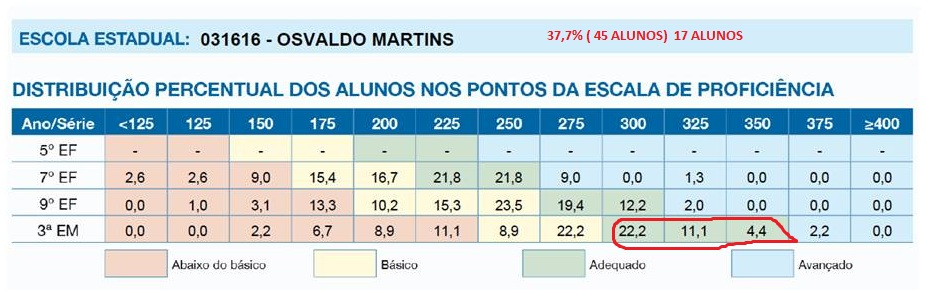 ESCOLA ESTADUAL: 031616 - OSVALDO MARTINS 37,7% ( 45 ALUNOS) 17 ALUNOS
DISTRIBUIÇÃO PERCENTUAL DOS ALUNOS NOS PONTOS DA ESCALA DE PROFICIÊNCIA
Ano/Série <125 125 150 175 200 225 250 275 300 325 350 375 ≥400
5º EF - - - - - - - - - - - - -
7º EF 2,6 2,6 9,0 15,4 16,7 21,8 21,8 9,0 0,0 1,3 0,0 0,0 0,0
9º EF 0,0 1,0 3,1 13,3 10,2 15,3 23,5 19,4 12,2 2,0 0,0 0,0 0,0
3ª EM 0,0 0,0 2,2 6,7 8,9 11,1 8,9 22,2 22,2 11,1 4,4 2,2 0,0
Abaixo do básico Básico Adequado Avançado